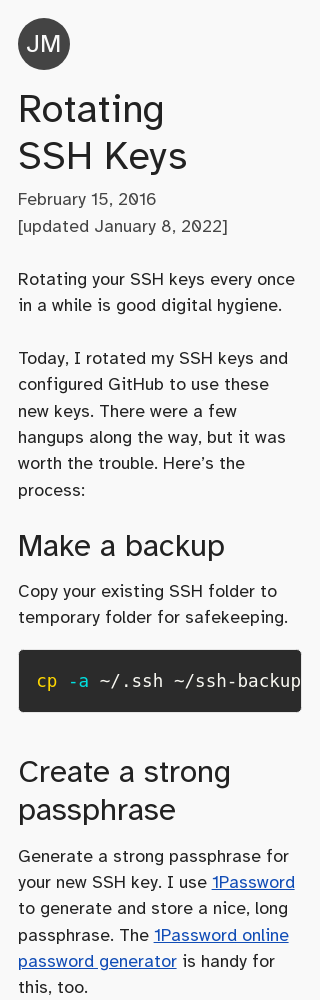 JM
Rotating
SSH Keys
February 15, 2016
[updated January 8, 2022]
Rotating your SSH keys every once
in a while is good digital hygiene.
Today, I rotated my SSH keys and
configured GitHub to use these
new keys. There were a few
hangups along the way, but it was
worth the trouble. Here’s the
process:
Make a backup
Copy your existing SSH folder to
temporary folder for safekeeping.
cp -a ~/.ssh ~/ssh-backup
Create a strong
passphrase
Generate a strong passphrase for
your new SSH key. I use 1Password
to generate and store a nice, long
passphrase. The 1Password online
password generator is handy for
this, too.